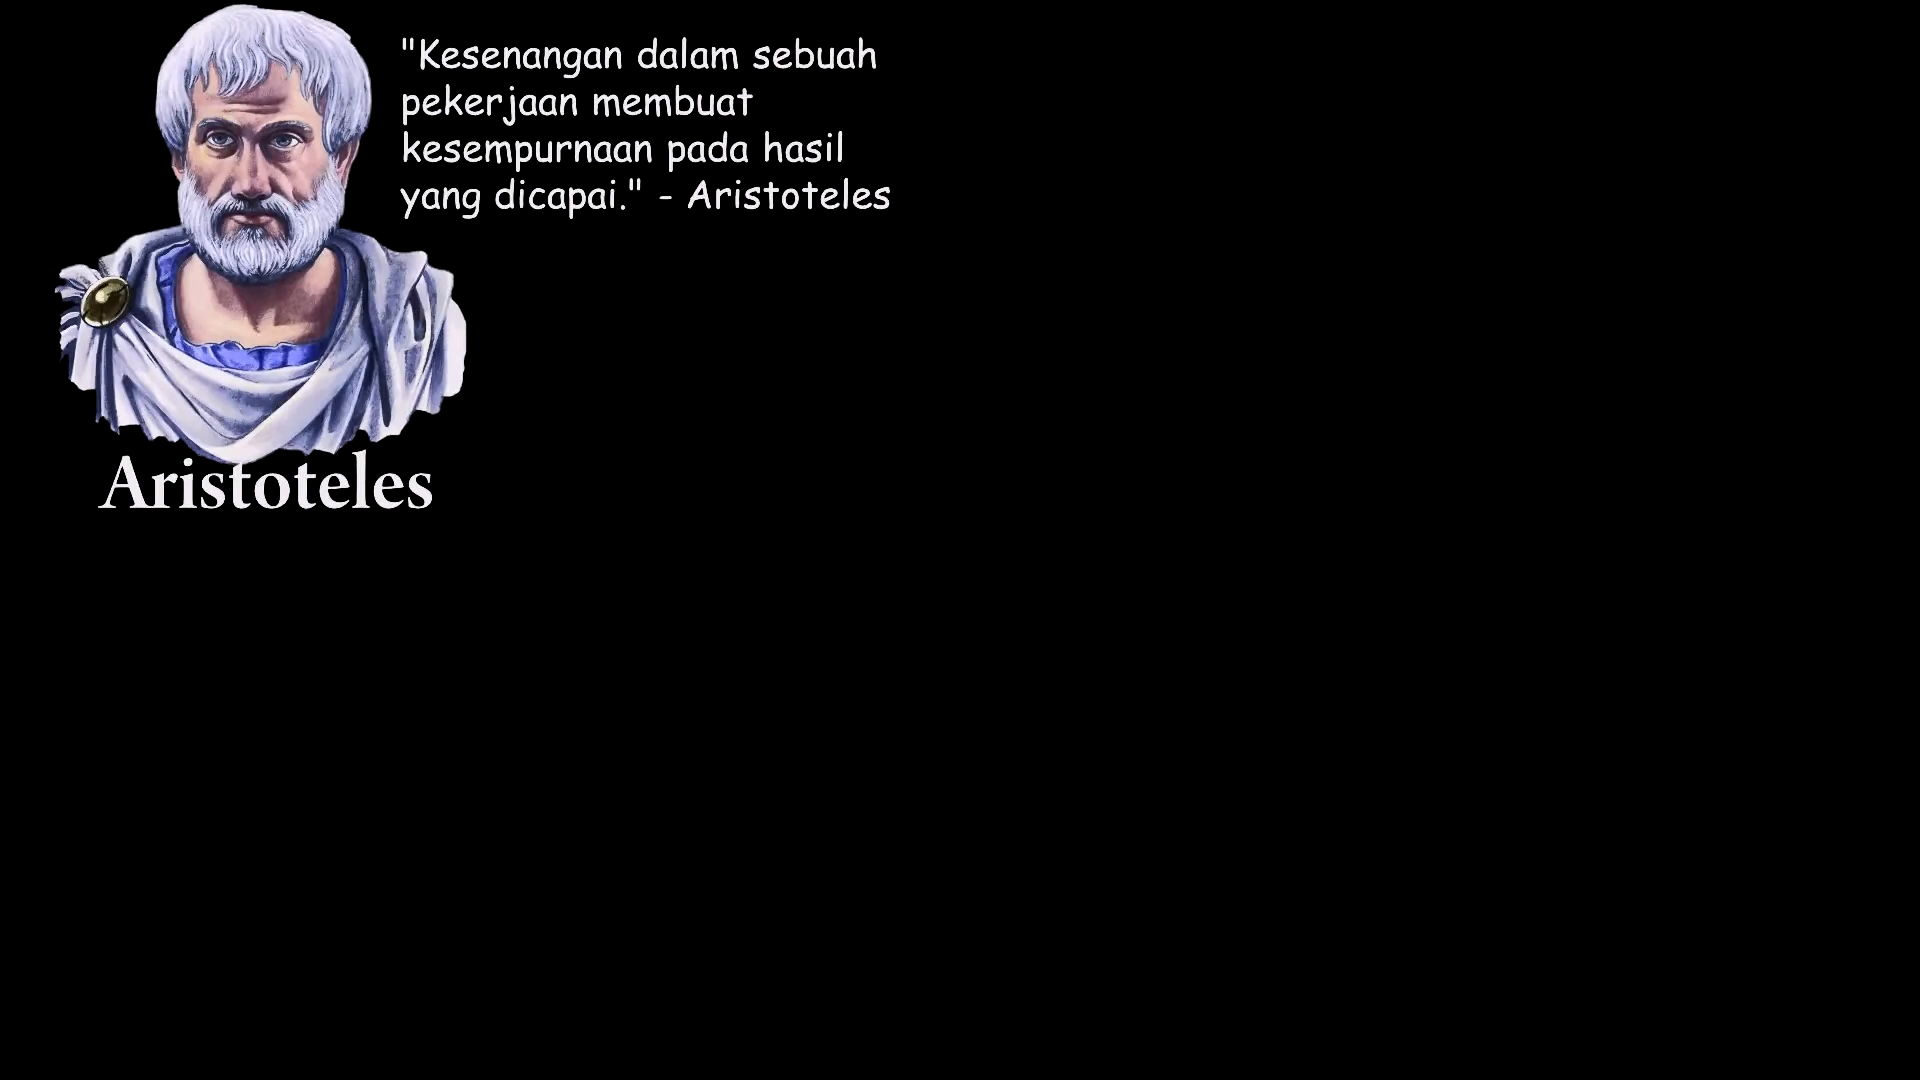 "Kesenangan dalam sebuah
pekerjaan membuat
kesempurnaan pada hasil
yang dicapai." - Aristoteles
Aristoteles